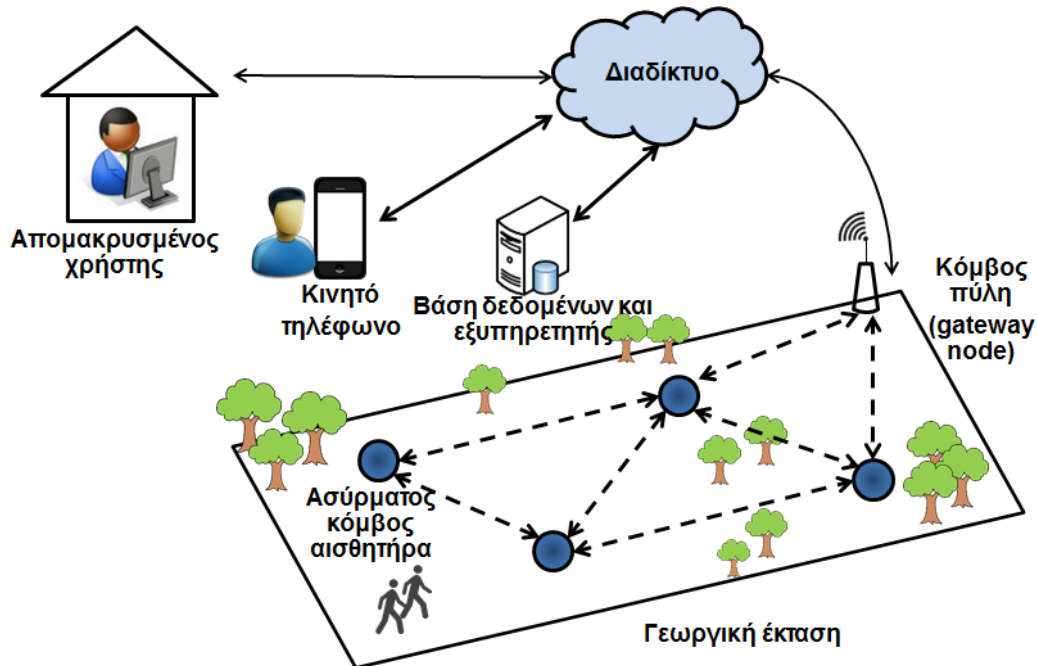 Διαδίκτυο
Απομακρυσμένος
χρήστης
Κινητό
τηλέφωνο
Βάση δεδομένων και
εξυπηρετητής
Κόμβος
πύλη
(gateway
node)
Ασύρματος
κόμβος
αισθητήρα
Γεωργική έκταση